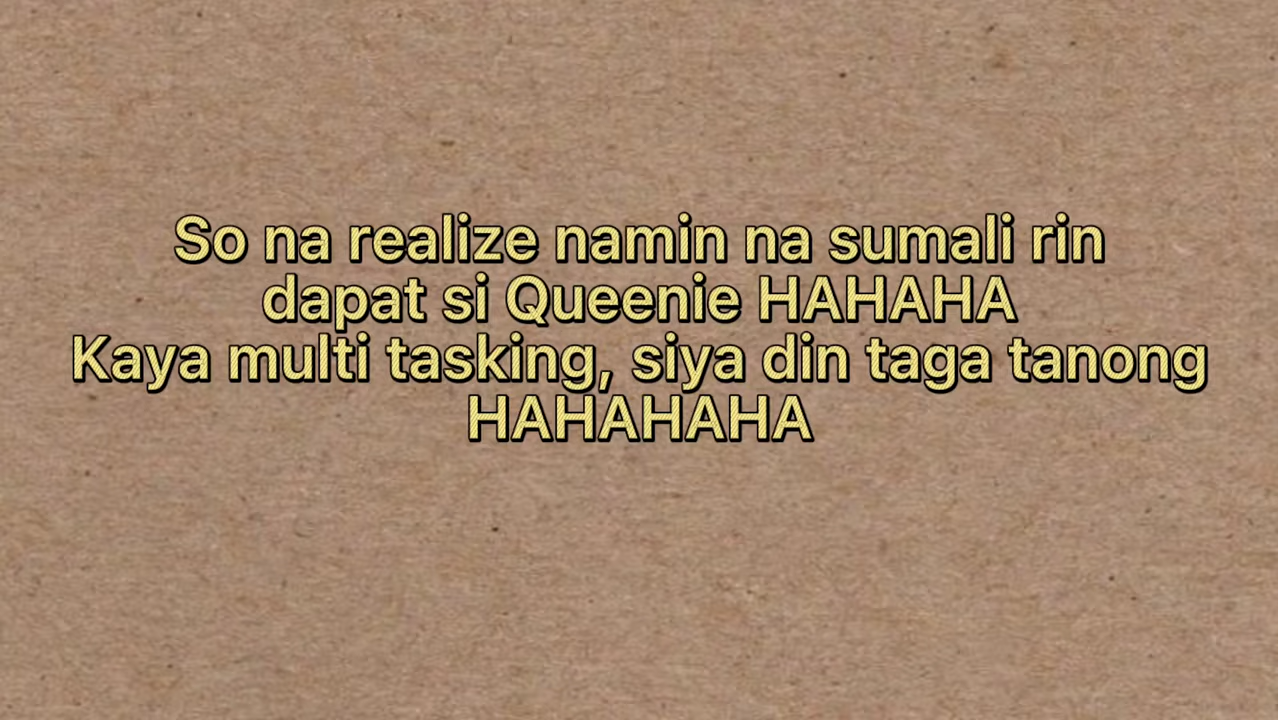 So na realize namin na sumali rin
dapat si Queenie HAHAHA
Kaya multi tasking, siya din taga tanong
HAHAHAHA